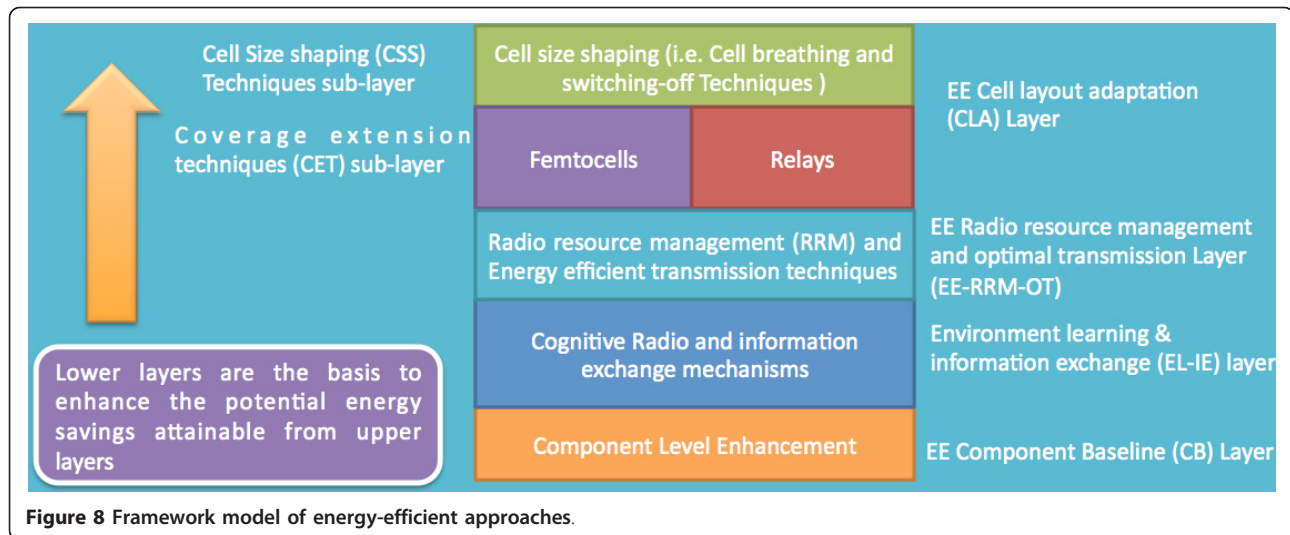 Cell Size shaping (CSS)
Techniques sub-layer
Coverage extension
techniques (CET) sub-layer
Lower layers are the basis to
enhance the potential energy
savings attainable from upper
layers
Cell size shaping (i.e. Cell breathing and
switching-off Techniques )
Femtocells
Relays
Radio resource management (RRM) and
Energy efficient transmission techniques
Cognitive Radio and information
exchange mechanisms
Component Level Enhancement
EE Cell layout adaptation
(CLA) Layer
EE Radio resource management
and optimal transmission Layer
(EE-RRM-OT)
Environment learning &
information exchange (EL-IE) layer
EE Component Baseline (CB) Layer
Figure 8 Framework model of energy-efficient approaches.